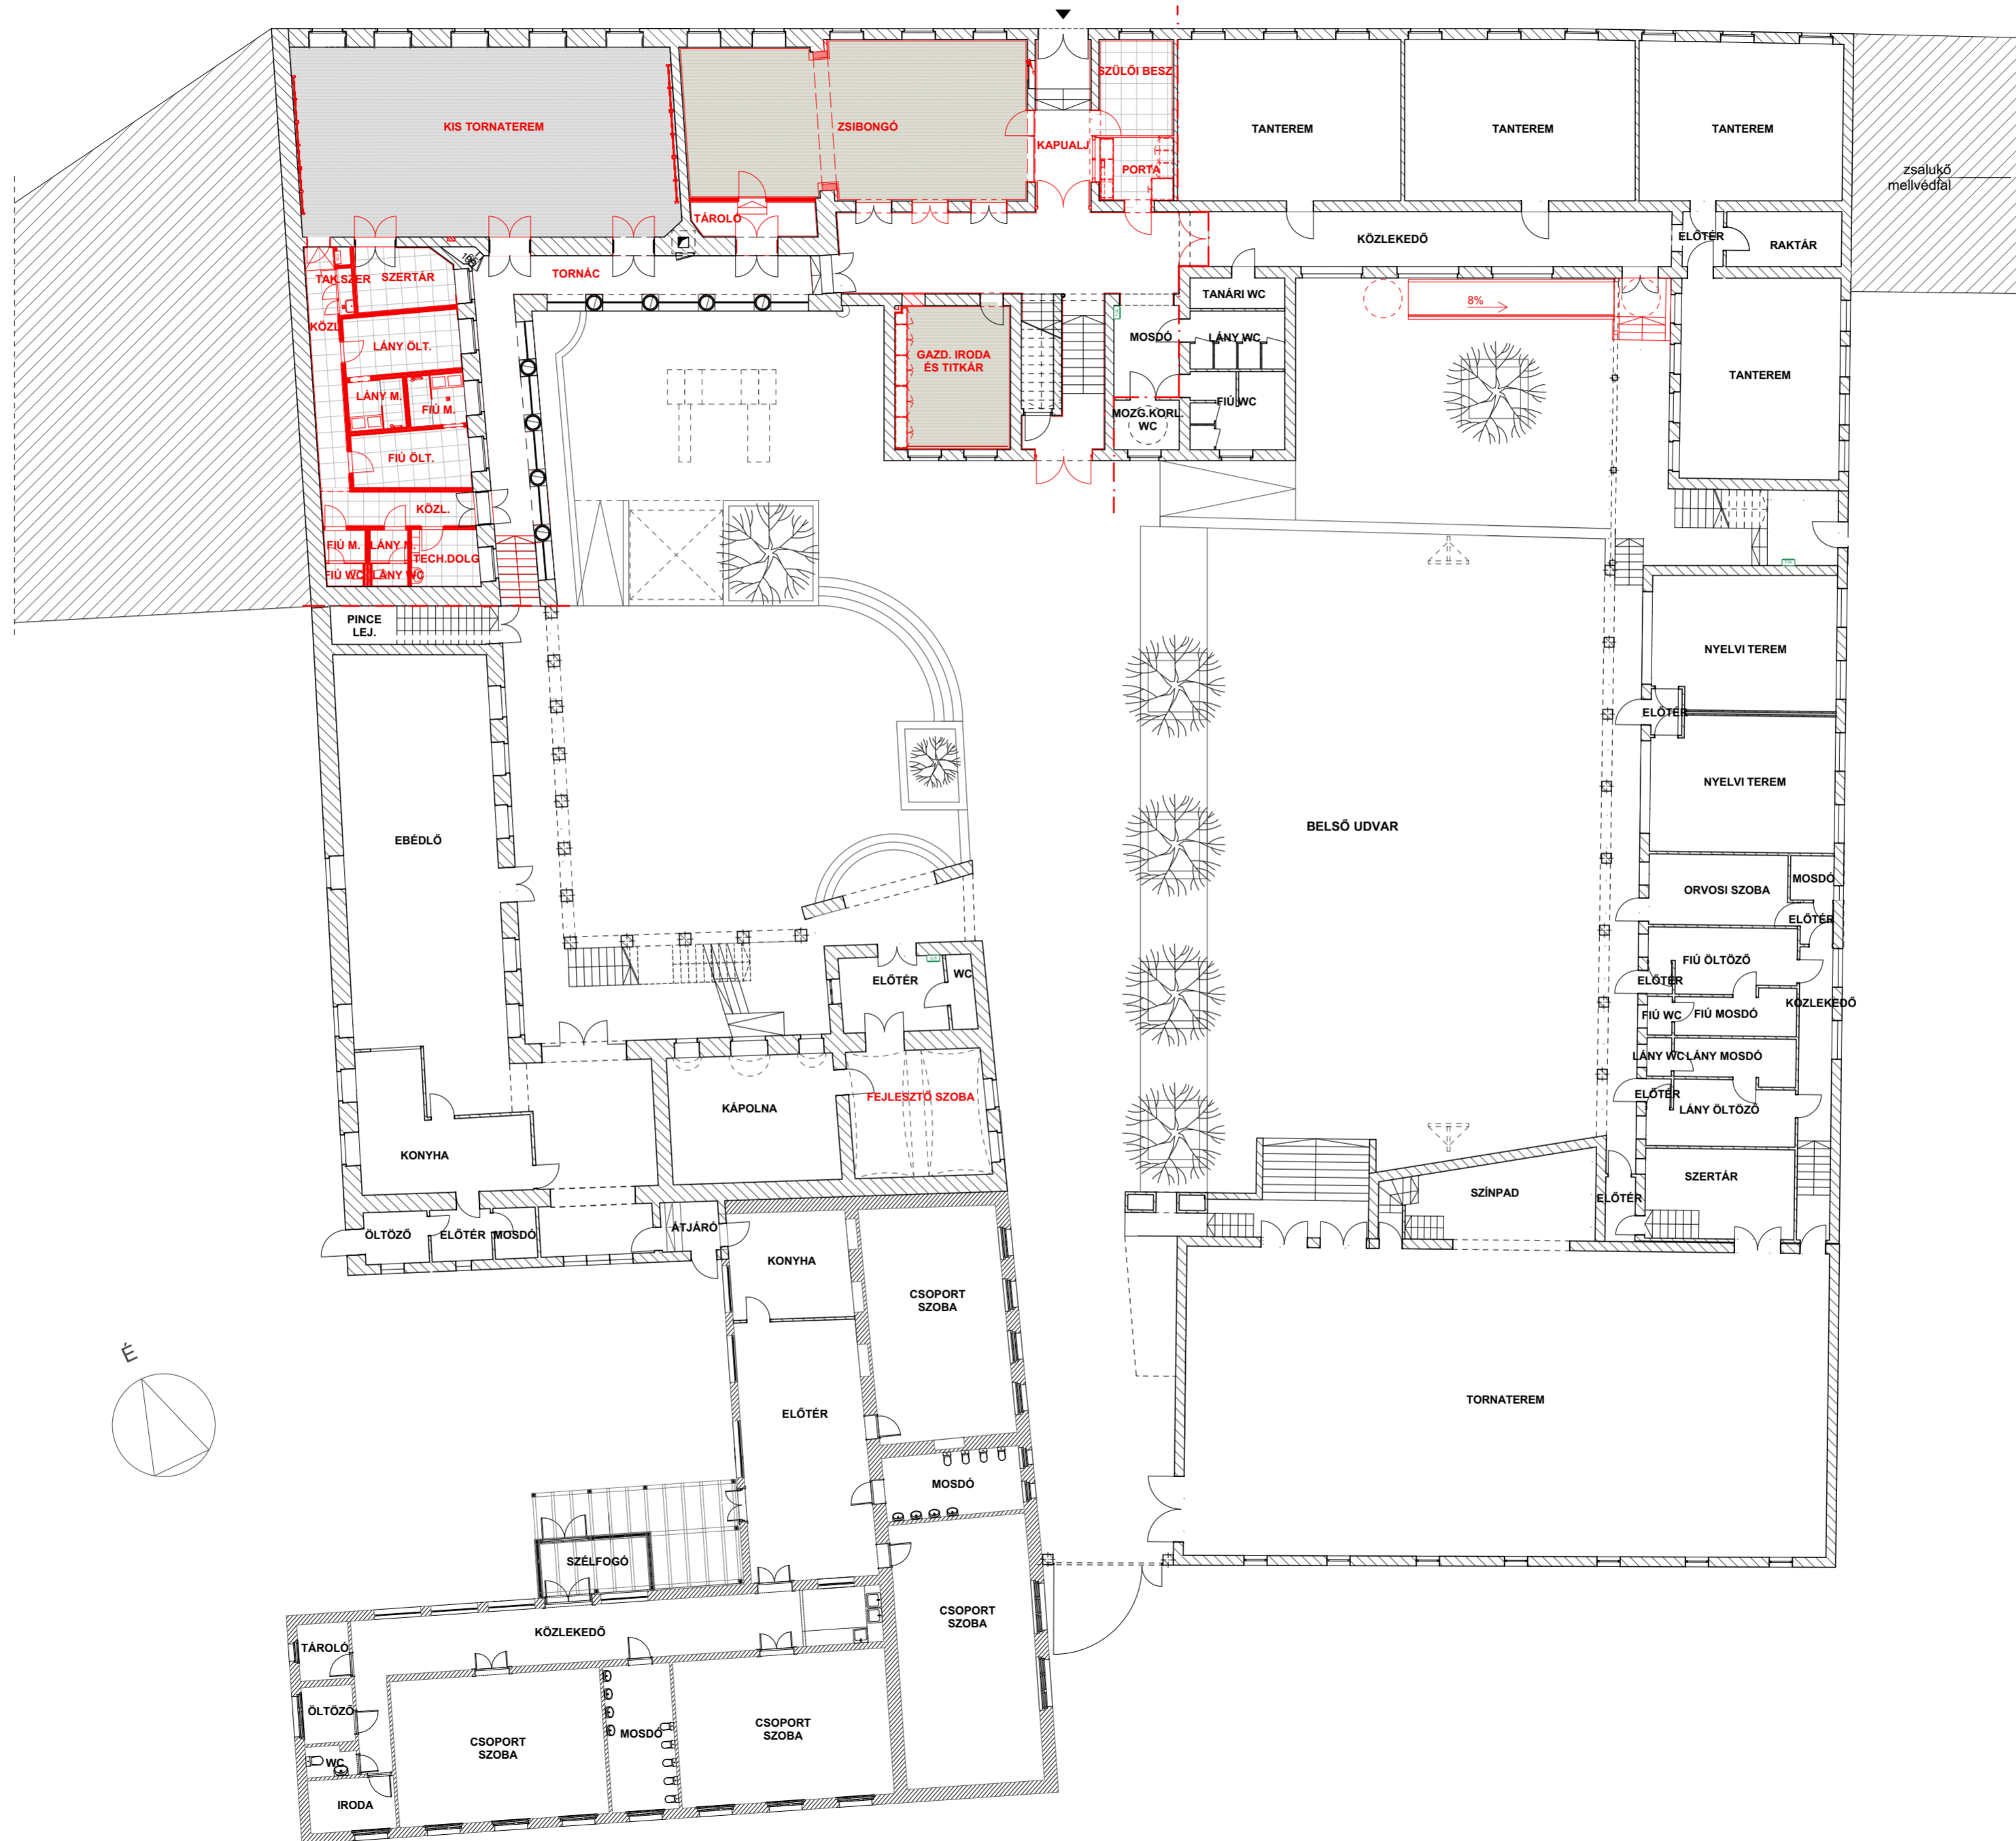 KIS TORNATEREM
ZSIBONGÓ
KAPUALJ
SZÜLŐI BESZ.
PORTA
TANTEREM
TANTEREM
TANTEREM
zsalukő
mellvédfal
TÁROLÓ
KÖZLEKEDŐ
ELŐTÉR
RAKTÁR
TORNÁC
TAK.SZER
SZERTÁR
KÖZL.
LÁNY ÖLT.
LÁNY M.
FIÚ M.
FIÚ ÖLT.
KÖZL.
FIÚ M.
LÁNY M.
TECH.DOLG
FIÚ WC
LÁNY WC
GAZD. IRODA
ÉS TITKÁR
MOSDÓ
TANÁRI WC
LÁNY WC
FIÚ WC
MOZG.KORL.
WC
8%
TANTEREM
PINCE
LEJ.
NYELVI TEREM
ELŐTÉR
NYELVI TEREM
BELSŐ UDVAR
EBÉDLŐ
ORVOSI SZOBA
MOSDÓ
ELŐTÉR
FIÚ ÖLTÖZŐ
ELŐTÉR
KÖZLEKEDŐ
FIÚ WC
FIÚ MOSDÓ
LÁNY WC
LÁNY MOSDÓ
ELŐTÉR
LÁNY ÖLTÖZŐ
ELŐTÉR
WC
KÁPOLNA
FEJLESZTŐ SZOBA
KONYHA
SZÍNPAD
ELŐTÉR
SZERTÁR
ÖLTÖZŐ
ELŐTÉR
MOSDÓ
ÁTJÁRÓ
KONYHA
CSOPORT
SZOBA
É
ELŐTÉR
TORNATEREM
MOSDÓ
SZÉLFOGÓ
CSOPORT
SZOBA
KÖZLEKEDŐ
TÁROLÓ
ÖLTÖZŐ
WC
IRODA
CSOPORT
SZOBA
MOSDÓ
CSOPORT
SZOBA